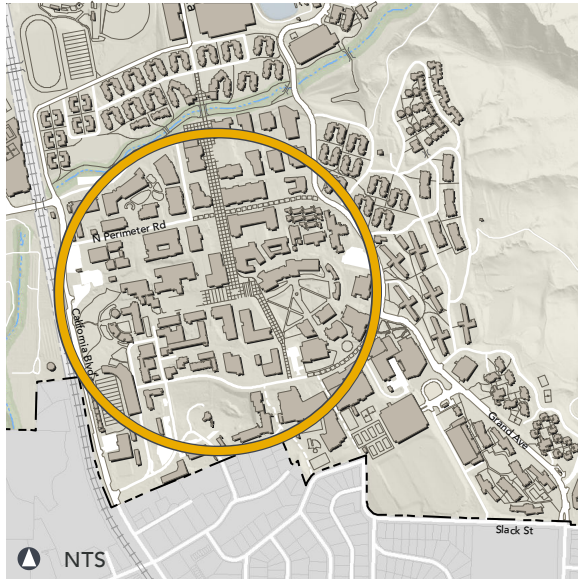 N Perimeter Rd
California Blvd
Grand Ave
Slack St
NTS